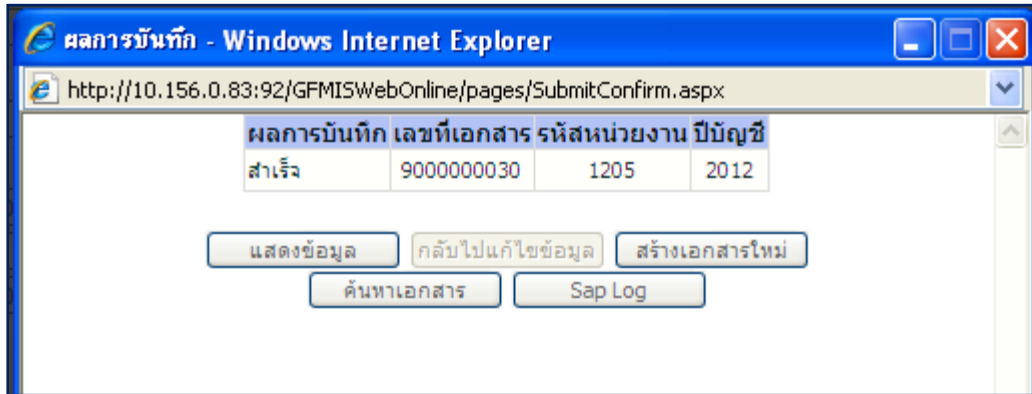 ผลการบันทึก - Windows Internet Explorer
http://10.156.0.83:92/GFMISWebOnline/pages/SubmitConfirm.aspx
ผลการบันทึก เลขที่เอกสาร รหัสหน่วยงาน ปีบัญชี
สำเร็จ 9000000030 1205 2012
แสดงข้อมูล กลับไปแก้ไขข้อมูล สร้างเอกสารใหม่
ค้นหาเอกสาร Sap Log